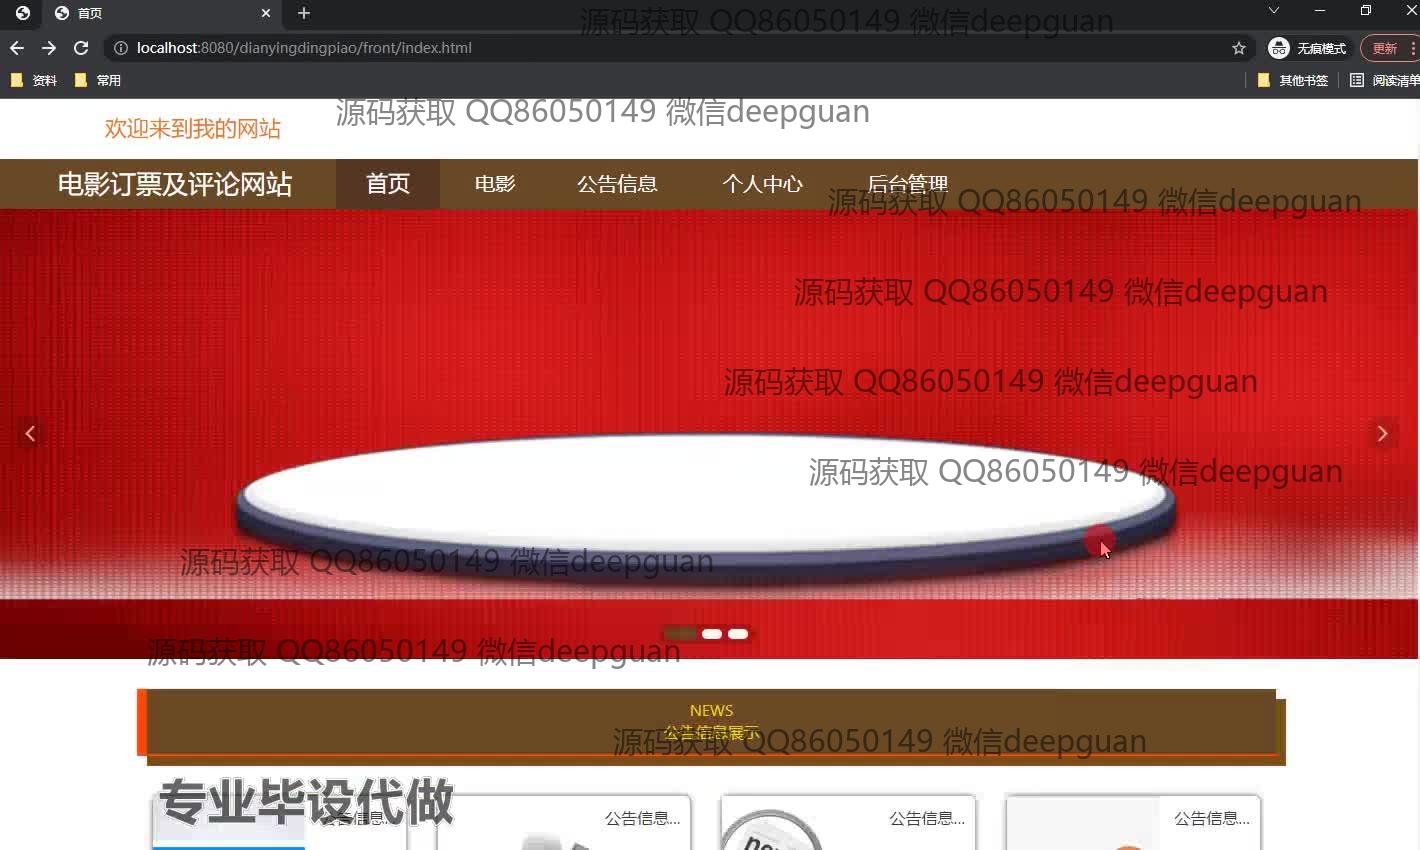 首页
源码获取 QQ86050149 微信deepguan
localhost:8080/dianyingdingpiao/front/index.html
无痕模式
更新
资料
常用
其他书签
阅读清单
源码获取 QQ86050149 微信deepguan
欢迎来到我的网站
电影订票及评论网站
首页
电影
公告信息
个人中心
后台管理
源码获取 QQ86050149 微信deepguan
源码获取 QQ86050149 微信deepguan
源码获取 QQ86050149 微信deepguan
源码获取 QQ86050149 微信deepguan
源码获取 QQ86050149 微信deepguan
源码获取 QQ86050149 微信deepguan
NEWS
公告信息展示
源码获取 QQ86050149 微信deepguan
专业毕设代做
公告信息...
公告信息...
公告信息...
公告信息...